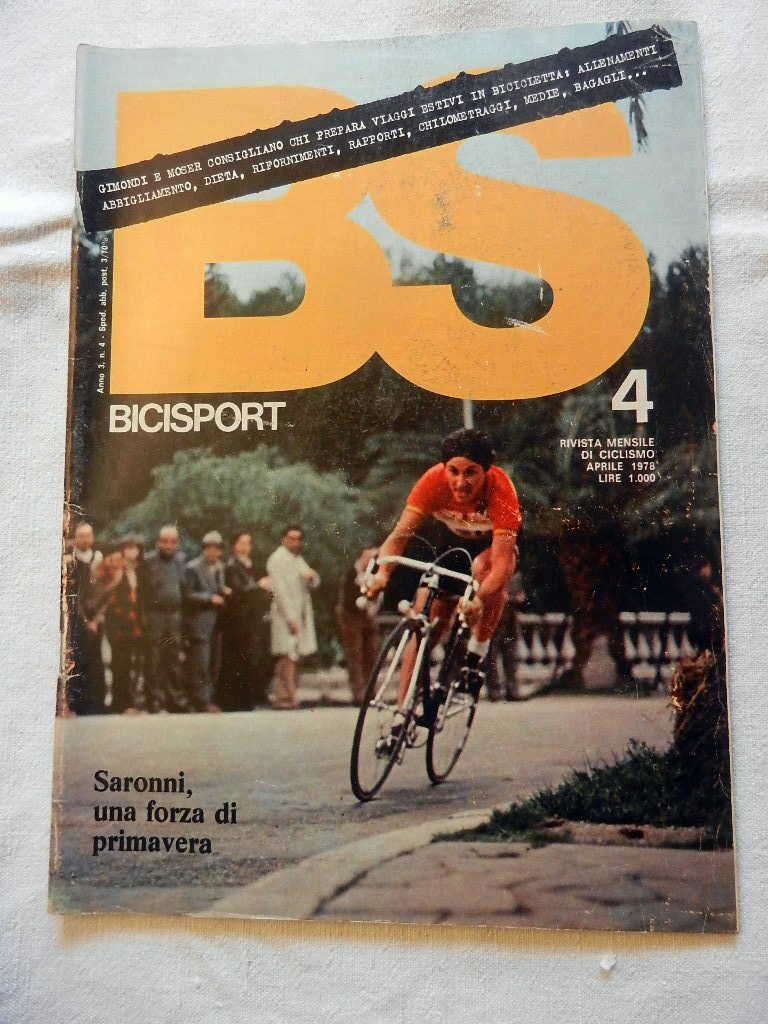 GIMONDI E MOSER CONSIGLIANO CHI PREPARA VIAGGI ESTIVI IN BICICLETTA: ALLENAMENTI
ABBIGLIAMENTO, DIETA, RIFORNIMENTI, RAPPORTI, CHILOMETRAGGI, MEDIE, BAGAGLI...
BS
Anno 3, n. 4 - Sped. abb. post. 3/70%
BICISPORT
4
RIVISTA MENSILE
DI CICLISMO
APRILE 1978
LIRE 1.000
Saronni,
una forza di
primavera